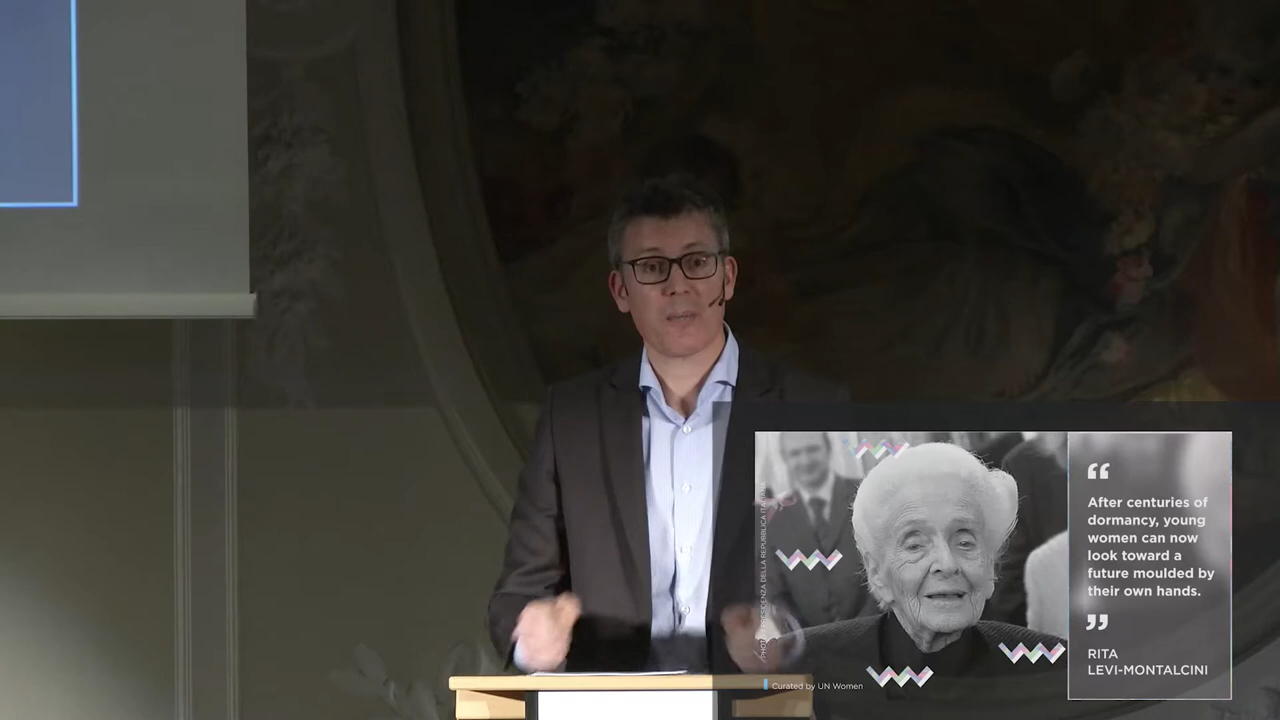 “
After centuries of
dormancy, young
women can now
look toward a
future moulded by
their own hands.
”
RITA
LEVI-MONTALCINI
Curated by UN Women